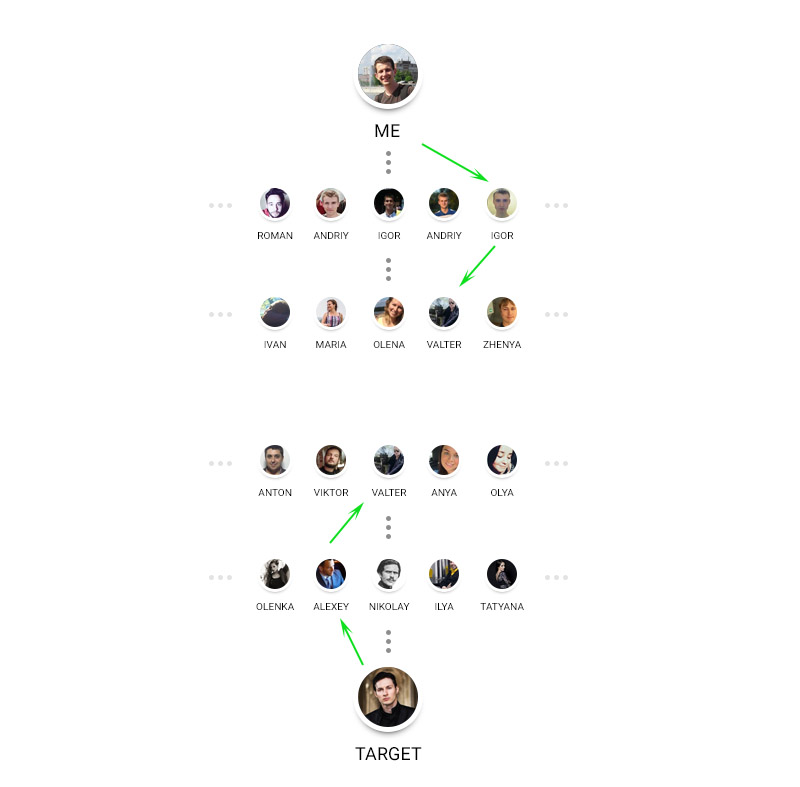 ME
ROMAN ANDRIY IGOR ANDRIY IGOR
IVAN MARIA OLENA VALTER ZHENYA
ANTON VIKTOR VALTER ANYA OLYA
OLENKA ALEXEY NIKOLAY ILYA TATYANA
TARGET